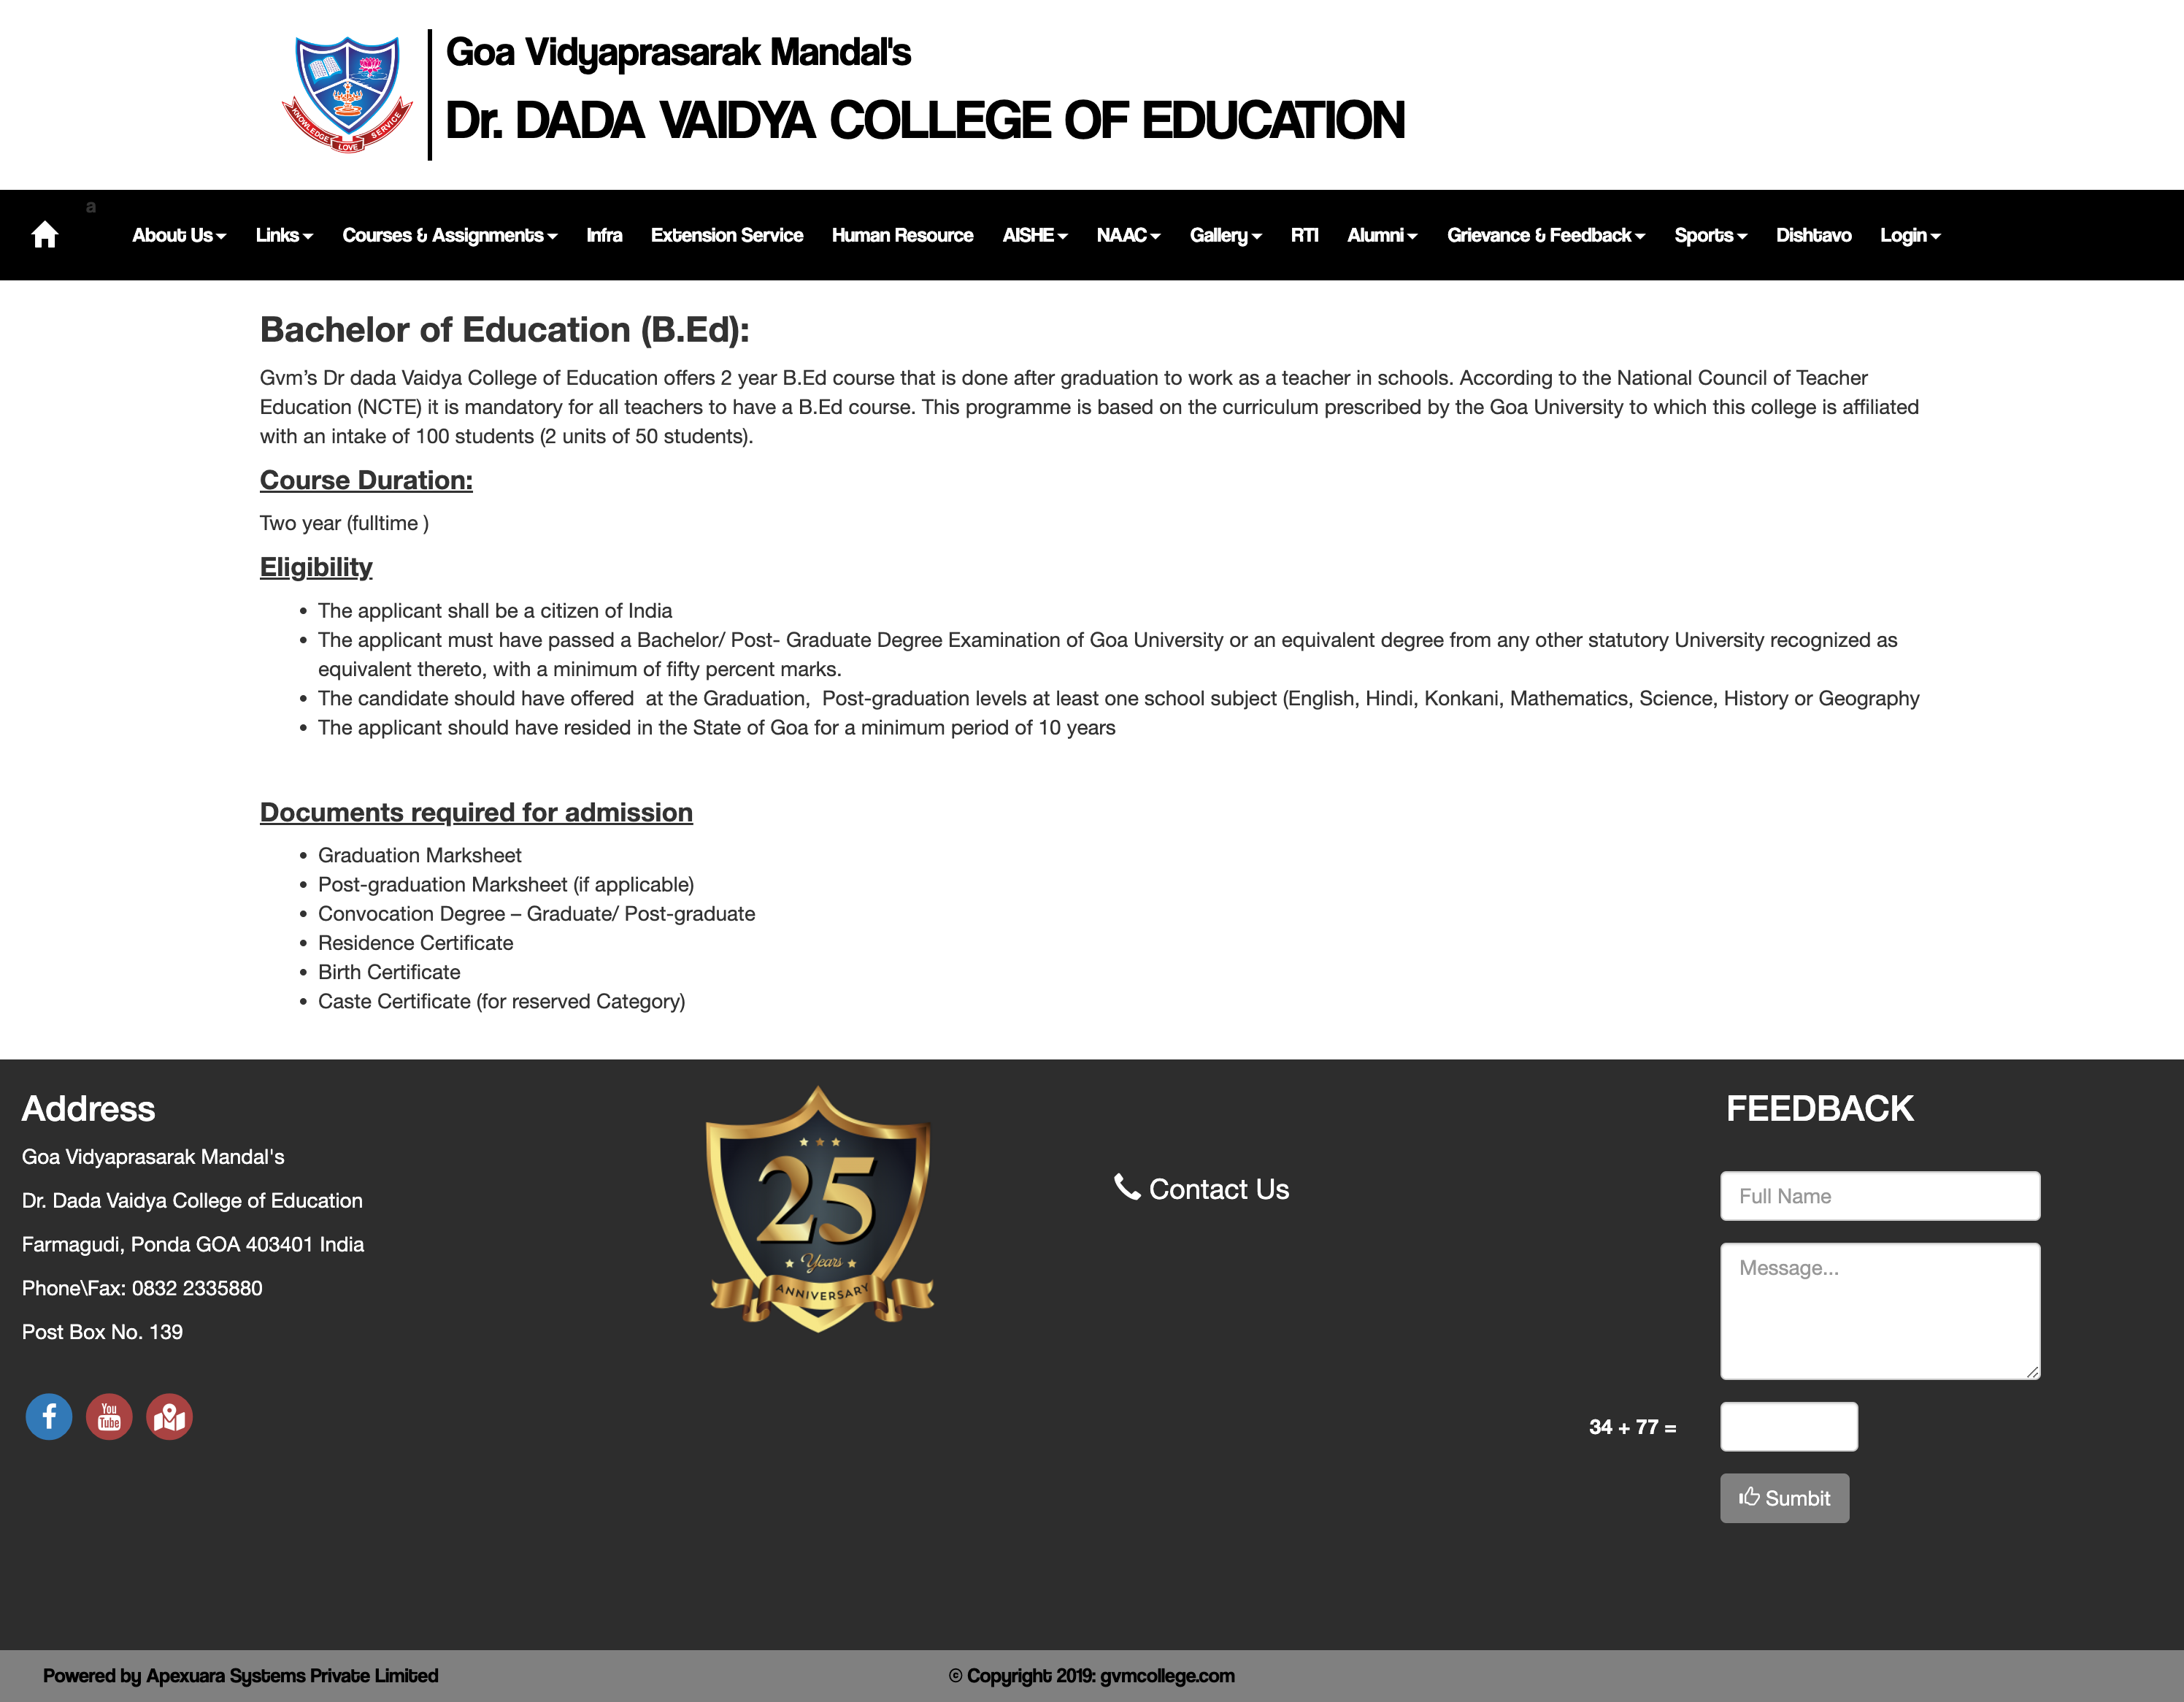 Goa Vidyaprasarak Mandal's
Dr. DADA VAIDYA COLLEGE OF EDUCATION
KNOWLEDGE LOVE SERVICE
a
About Us Links Courses & Assignments Infra Extension Service Human Resource AISHE NAAC Gallery RTI Alumni Grievance & Feedback Sports Dishtavo Login
Bachelor of Education (B.Ed):
Gvm’s Dr dada Vaidya College of Education offers 2 year B.Ed course that is done after graduation to work as a teacher in schools. According to the National Council of Teacher
Education (NCTE) it is mandatory for all teachers to have a B.Ed course. This programme is based on the curriculum prescribed by the Goa University to which this college is affiliated
with an intake of 100 students (2 units of 50 students).
Course Duration:
Two year (fulltime )
Eligibility
• The applicant shall be a citizen of India
• The applicant must have passed a Bachelor/ Post- Graduate Degree Examination of Goa University or an equivalent degree from any other statutory University recognized as
equivalent thereto, with a minimum of fifty percent marks.
• The candidate should have offered  at the Graduation,  Post-graduation levels at least one school subject (English, Hindi, Konkani, Mathematics, Science, History or Geography
• The applicant should have resided in the State of Goa for a minimum period of 10 years
Documents required for admission
• Graduation Marksheet
• Post-graduation Marksheet (if applicable)
• Convocation Degree – Graduate/ Post-graduate
• Residence Certificate
• Birth Certificate
• Caste Certificate (for reserved Category)
Address
Goa Vidyaprasarak Mandal's
Dr. Dada Vaidya College of Education
Farmagudi, Ponda GOA 403401 India
Phone\Fax: 0832 2335880
Post Box No. 139
You
Tube
25
Years
ANNIVERSARY
Contact Us
FEEDBACK
Full Name
Message...
34 + 77 =
Sumbit
Powered by Apexuara Systems Private Limited
© Copyright 2019: gvmcollege.com